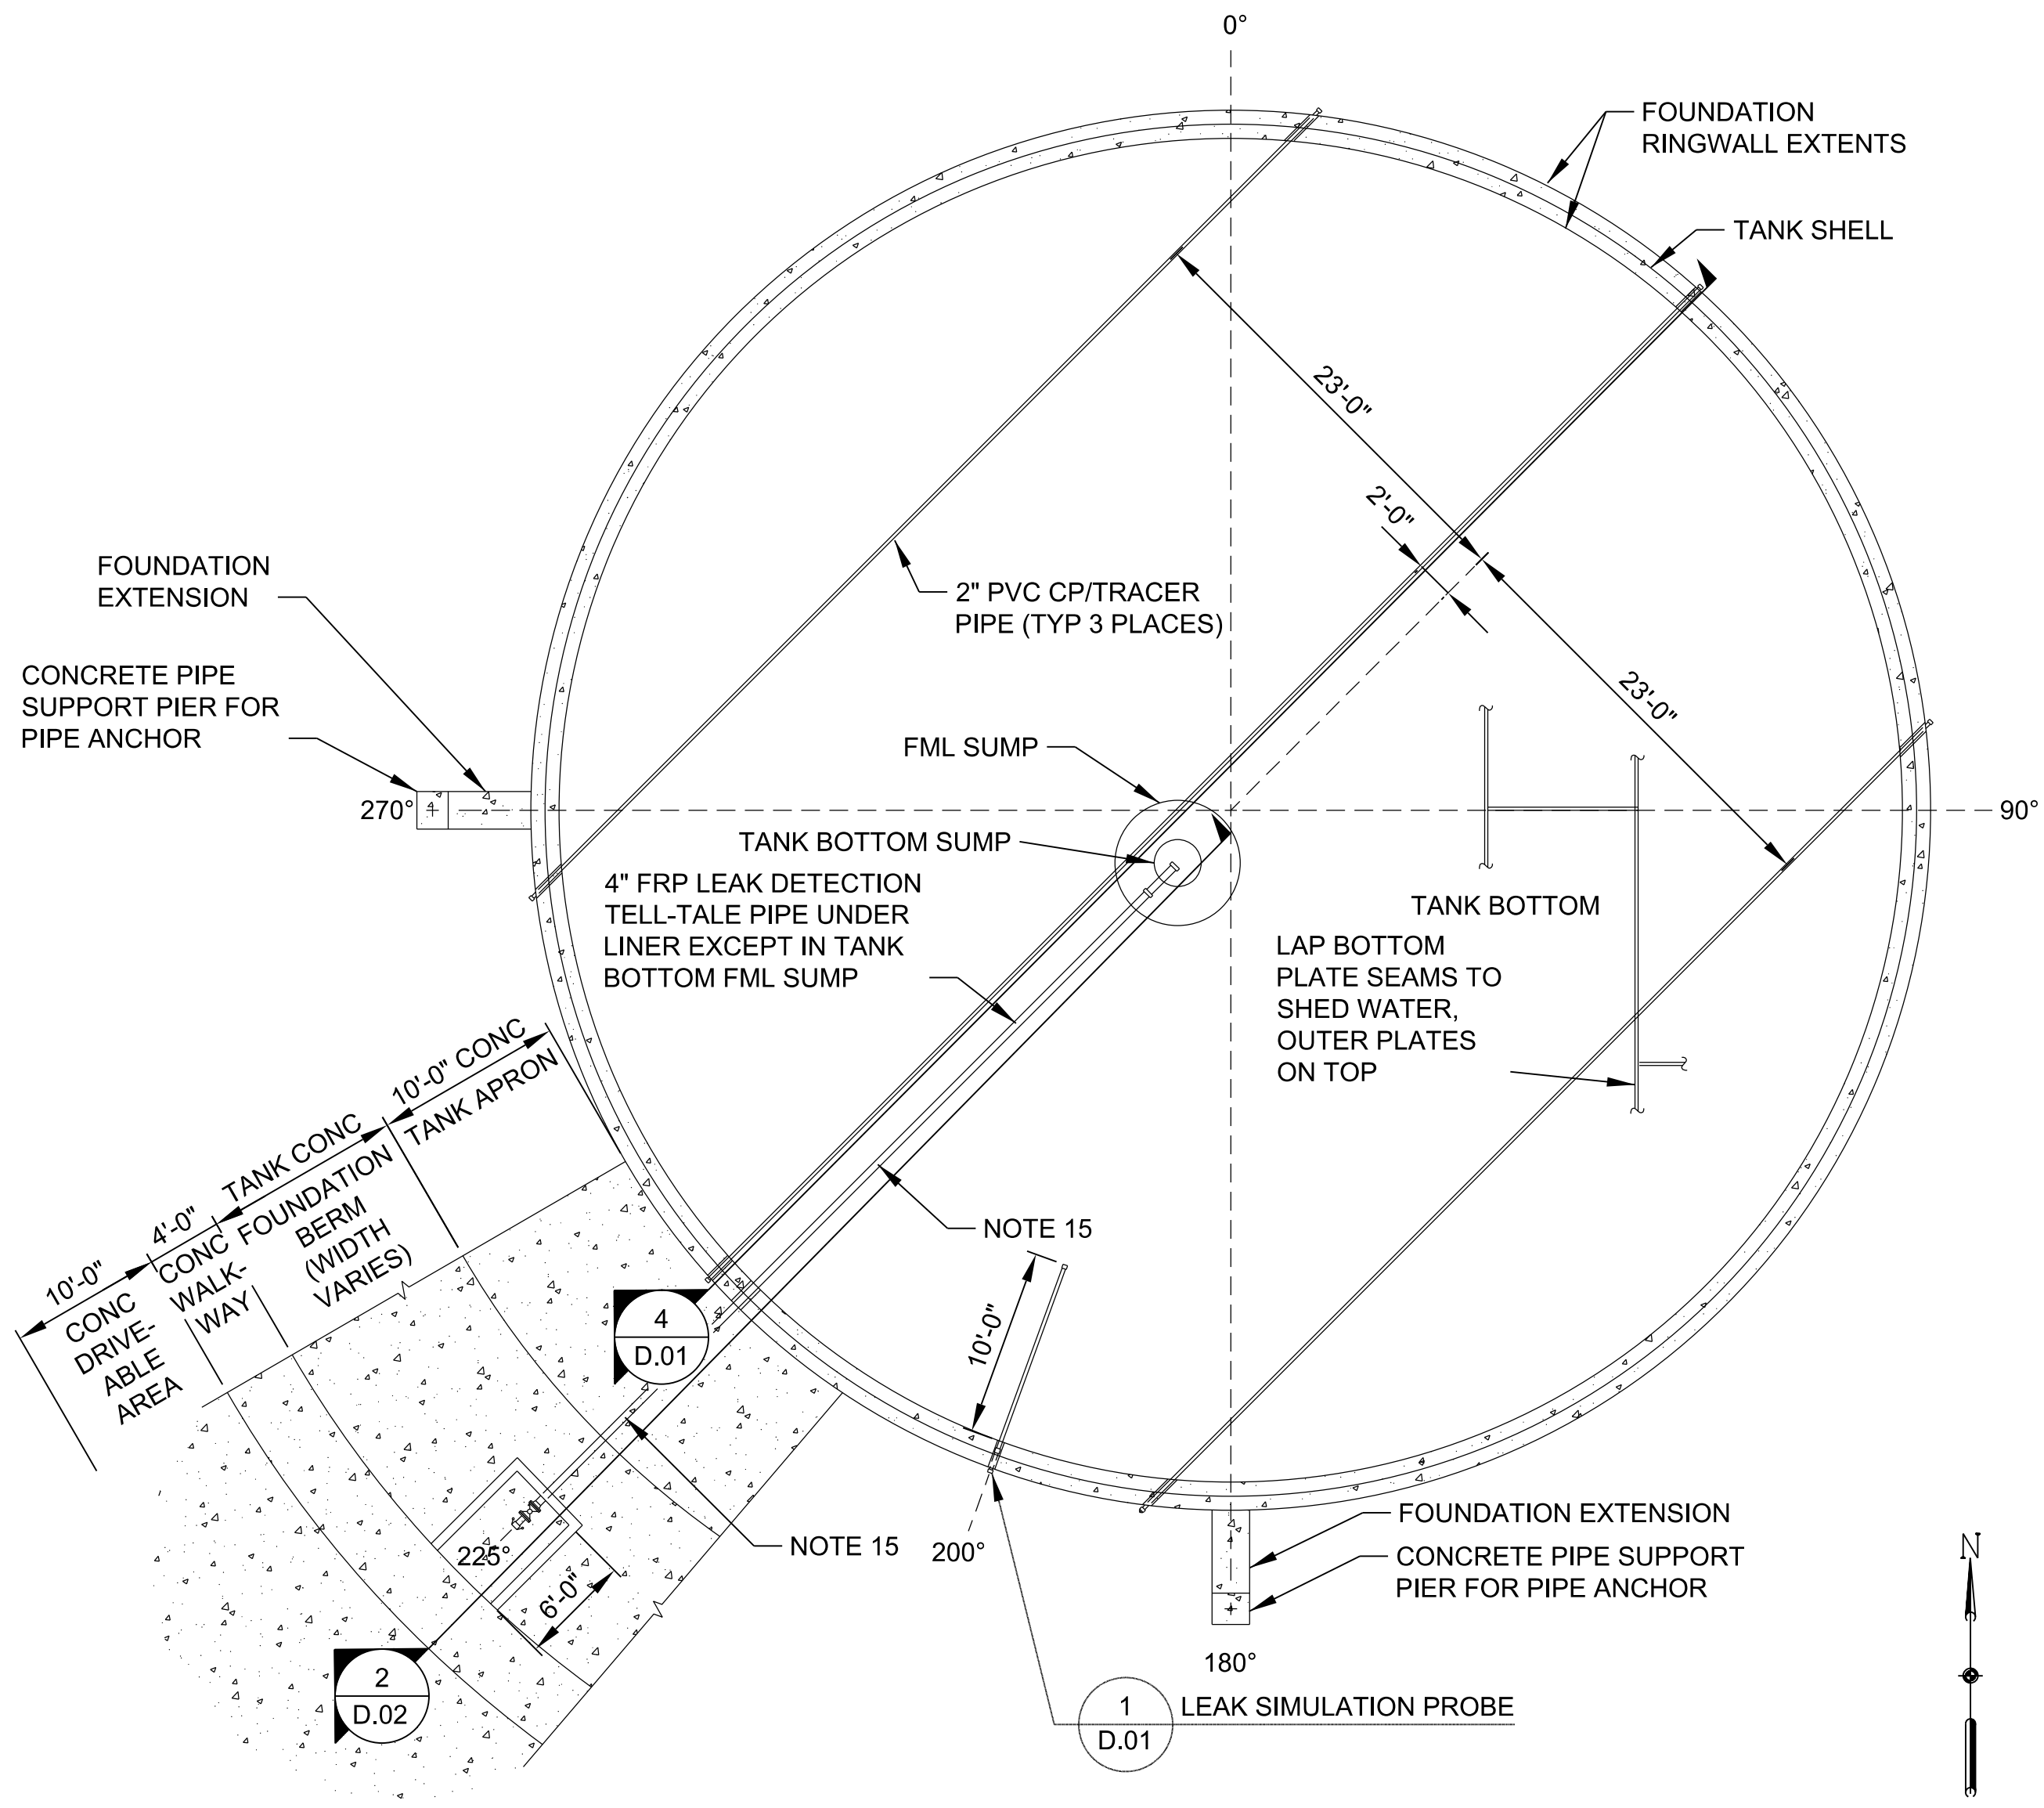 0°
FOUNDATION
RINGWALL EXTENTS
TANK SHELL
23'-0"
2'-0"
FOUNDATION
EXTENSION
2" PVC CP/TRACER
PIPE (TYP 3 PLACES)
CONCRETE PIPE
SUPPORT PIER FOR
PIPE ANCHOR
23'-0"
FML SUMP
270°
90°
TANK BOTTOM SUMP
4" FRP LEAK DETECTION
TELL-TALE PIPE UNDER
LINER EXCEPT IN TANK
BOTTOM FML SUMP
TANK BOTTOM
LAP BOTTOM
PLATE SEAMS TO
SHED WATER,
OUTER PLATES
ON TOP
10'-0" CONC
TANK APRON
TANK CONC
FOUNDATION
BERM
(WIDTH
VARIES)
4'-0"
CONC
WALK-
WAY
10'-0"
CONC
DRIVE-
ABLE
AREA
NOTE 15
4
D.01
10'-0"
NOTE 15
200°
225°
6'-0"
FOUNDATION EXTENSION
CONCRETE PIPE SUPPORT
PIER FOR PIPE ANCHOR
N
180°
2
D.02
1
D.01
LEAK SIMULATION PROBE